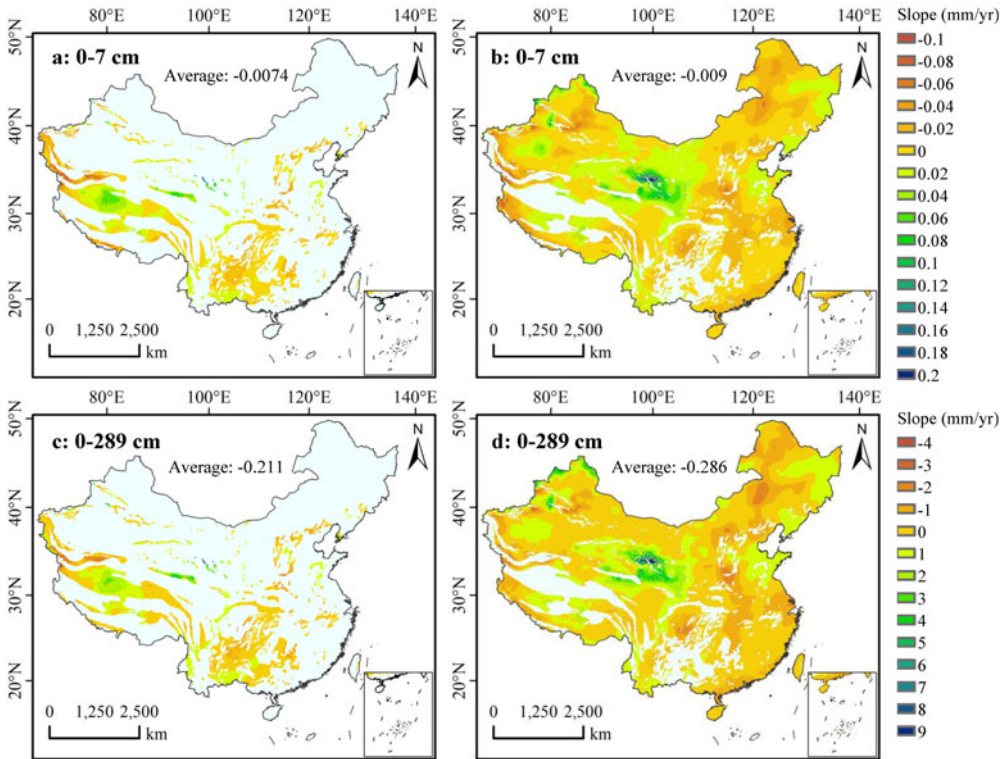 80°E 100°E 120°E 140°E
80°E 100°E 120°E 140°E
50°N
40°N
30°N
20°N
a: 0-7 cm
Average: -0.0074
N
0 1,250 2,500
km
50°N
40°N
30°N
20°N
b: 0-7 cm
Average: -0.009
N
0 1,250 2,500
km
Slope (mm/yr)
-0.1
-0.08
-0.06
-0.04
-0.02
0
0.02
0.04
0.06
0.08
0.1
0.12
0.14
0.16
0.18
0.2
80°E 100°E 120°E 140°E
80°E 100°E 120°E 140°E
50°N
40°N
30°N
20°N
c: 0-289 cm
Average: -0.211
N
0 1,250 2,500
km
50°N
40°N
30°N
20°N
d: 0-289 cm
Average: -0.286
N
0 1,250 2,500
km
Slope (mm/yr)
-4
-3
-2
-1
0
1
2
3
4
5
6
7
8
9